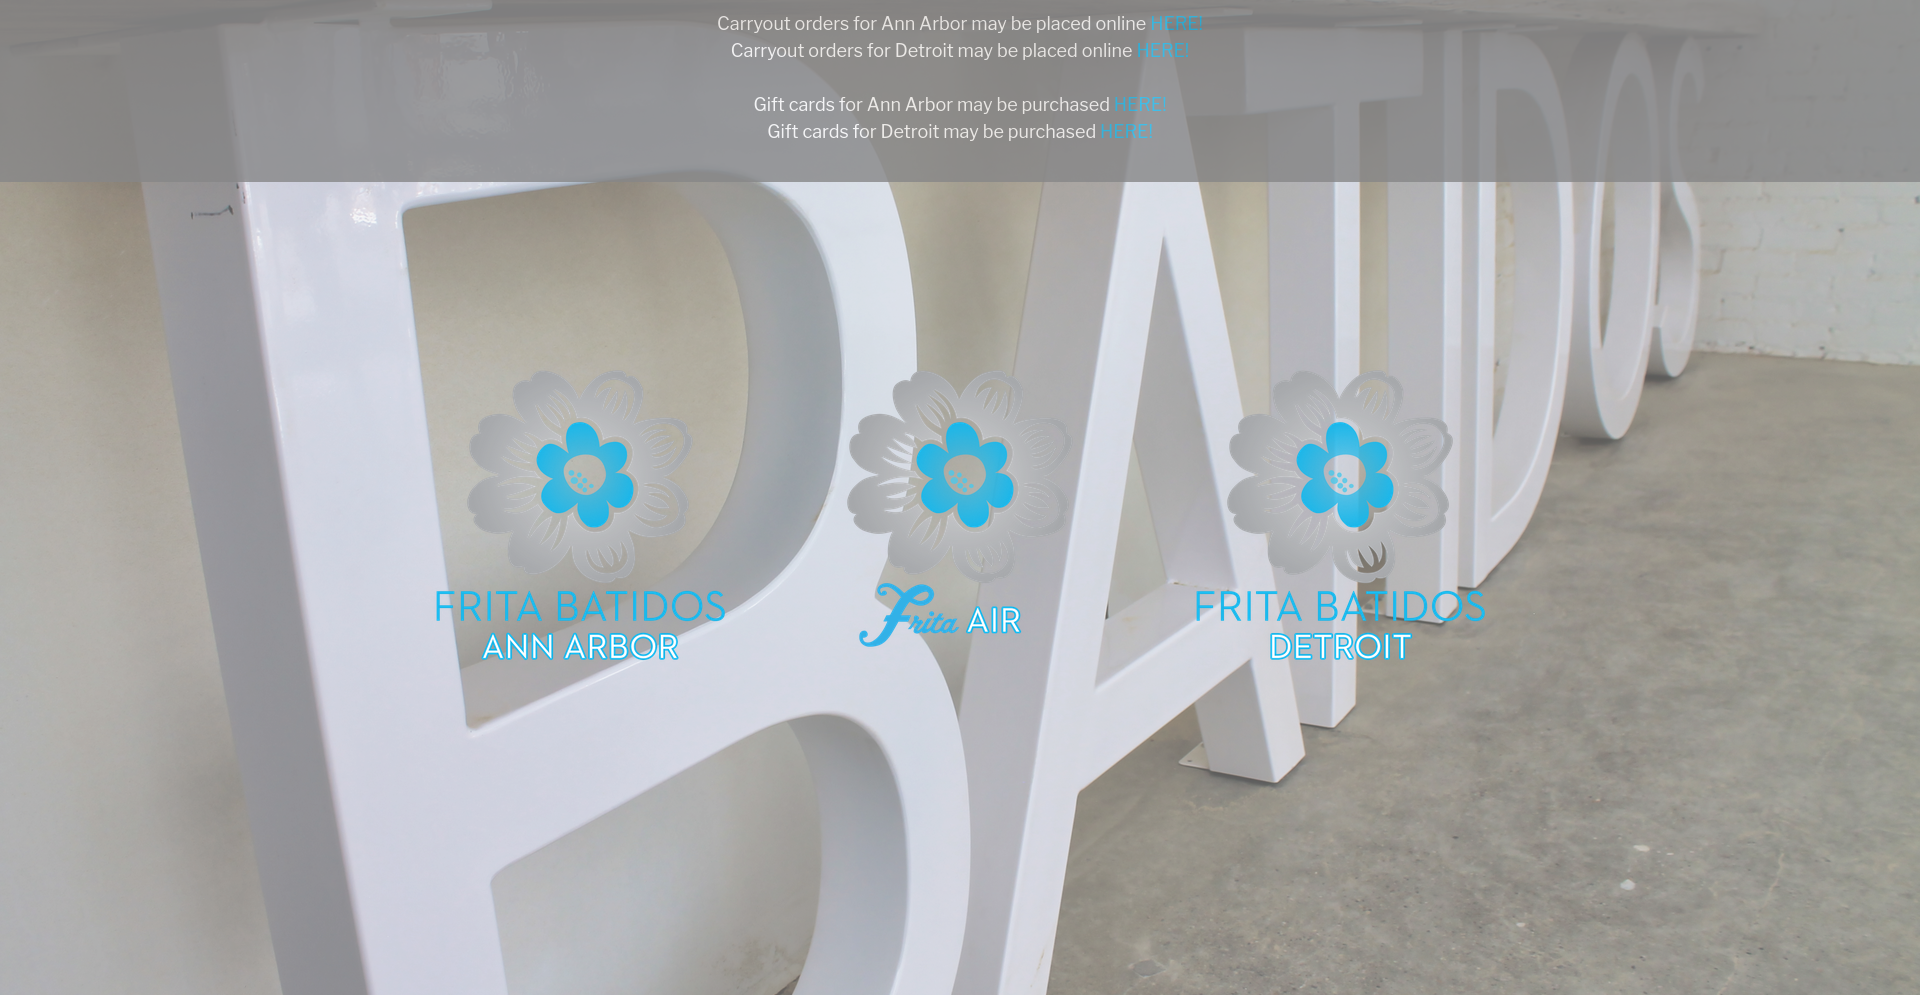 Carryout orders for Ann Arbor may be placed online HERE!
Carryout orders for Detroit may be placed online HERE!
Gift cards for Ann Arbor may be purchased HERE!
Gift cards for Detroit may be purchased HERE!
BATIDOS
FRITA BATIDOS
ANN ARBOR
Frita AIR
FRITA BATIDOS
DETROIT